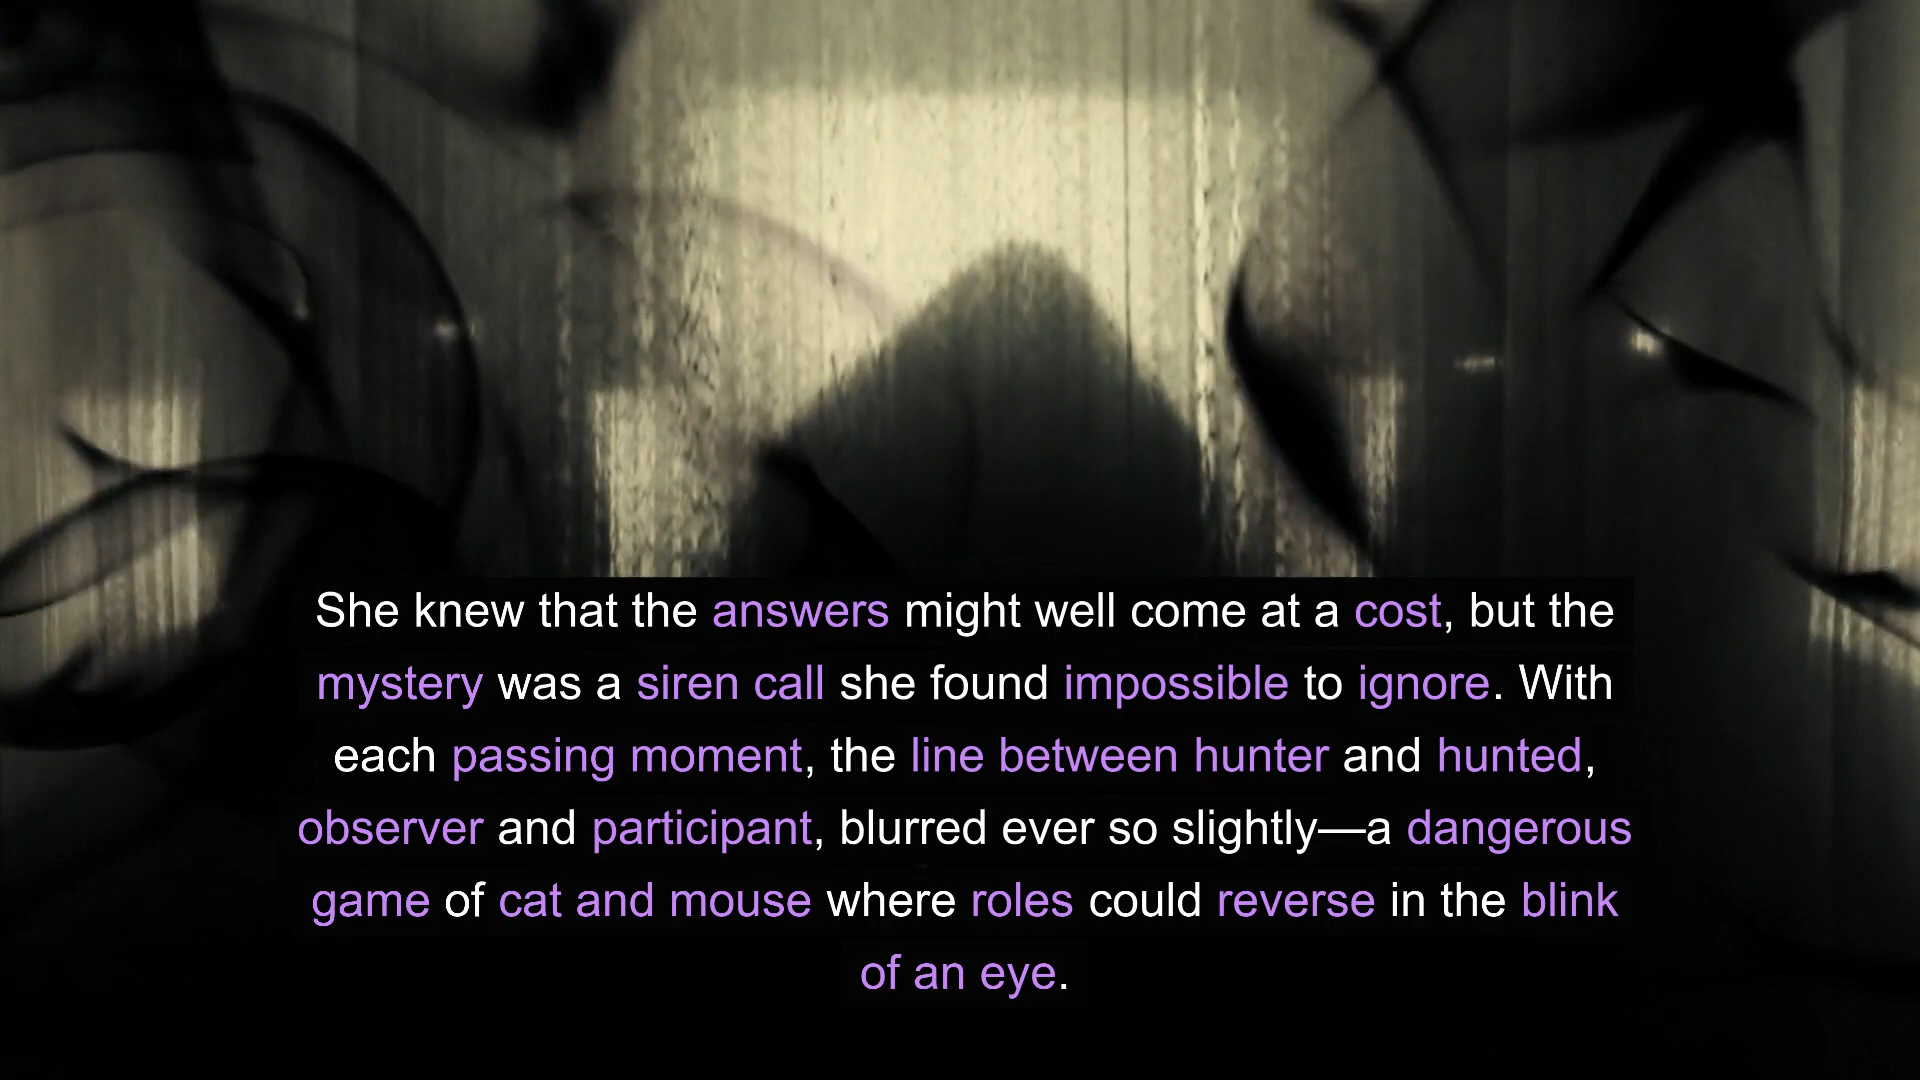 She knew that the answers might well come at a cost, but the
mystery was a siren call she found impossible to ignore. With
each passing moment, the line between hunter and hunted,
observer and participant, blurred ever so slightly—a dangerous
game of cat and mouse where roles could reverse in the blink
of an eye.